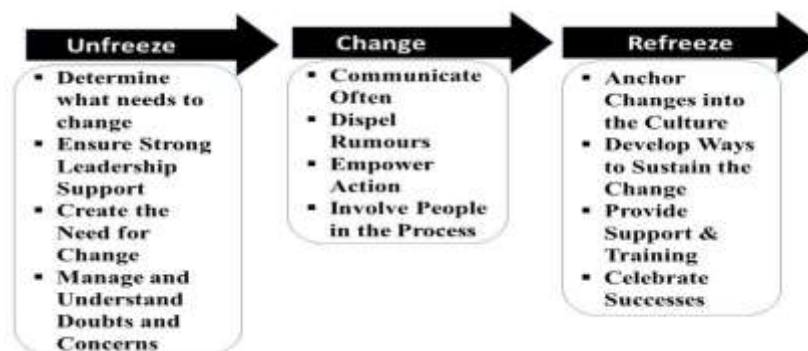 Unfreeze
▪ Determine
what needs to
change
▪ Ensure Strong
Leadership
Support
▪ Create the
Need for
Change
▪ Manage and
Understand
Doubts and
Concerns
Change
▪ Communicate
Often
▪ Dispel
Rumours
▪ Empower
Action
▪ Involve People
in the Process
Refreeze
▪ Anchor
Changes into
the Culture
▪ Develop Ways
to Sustain the
Change
▪ Provide
Support &
Training
▪ Celebrate
Successes